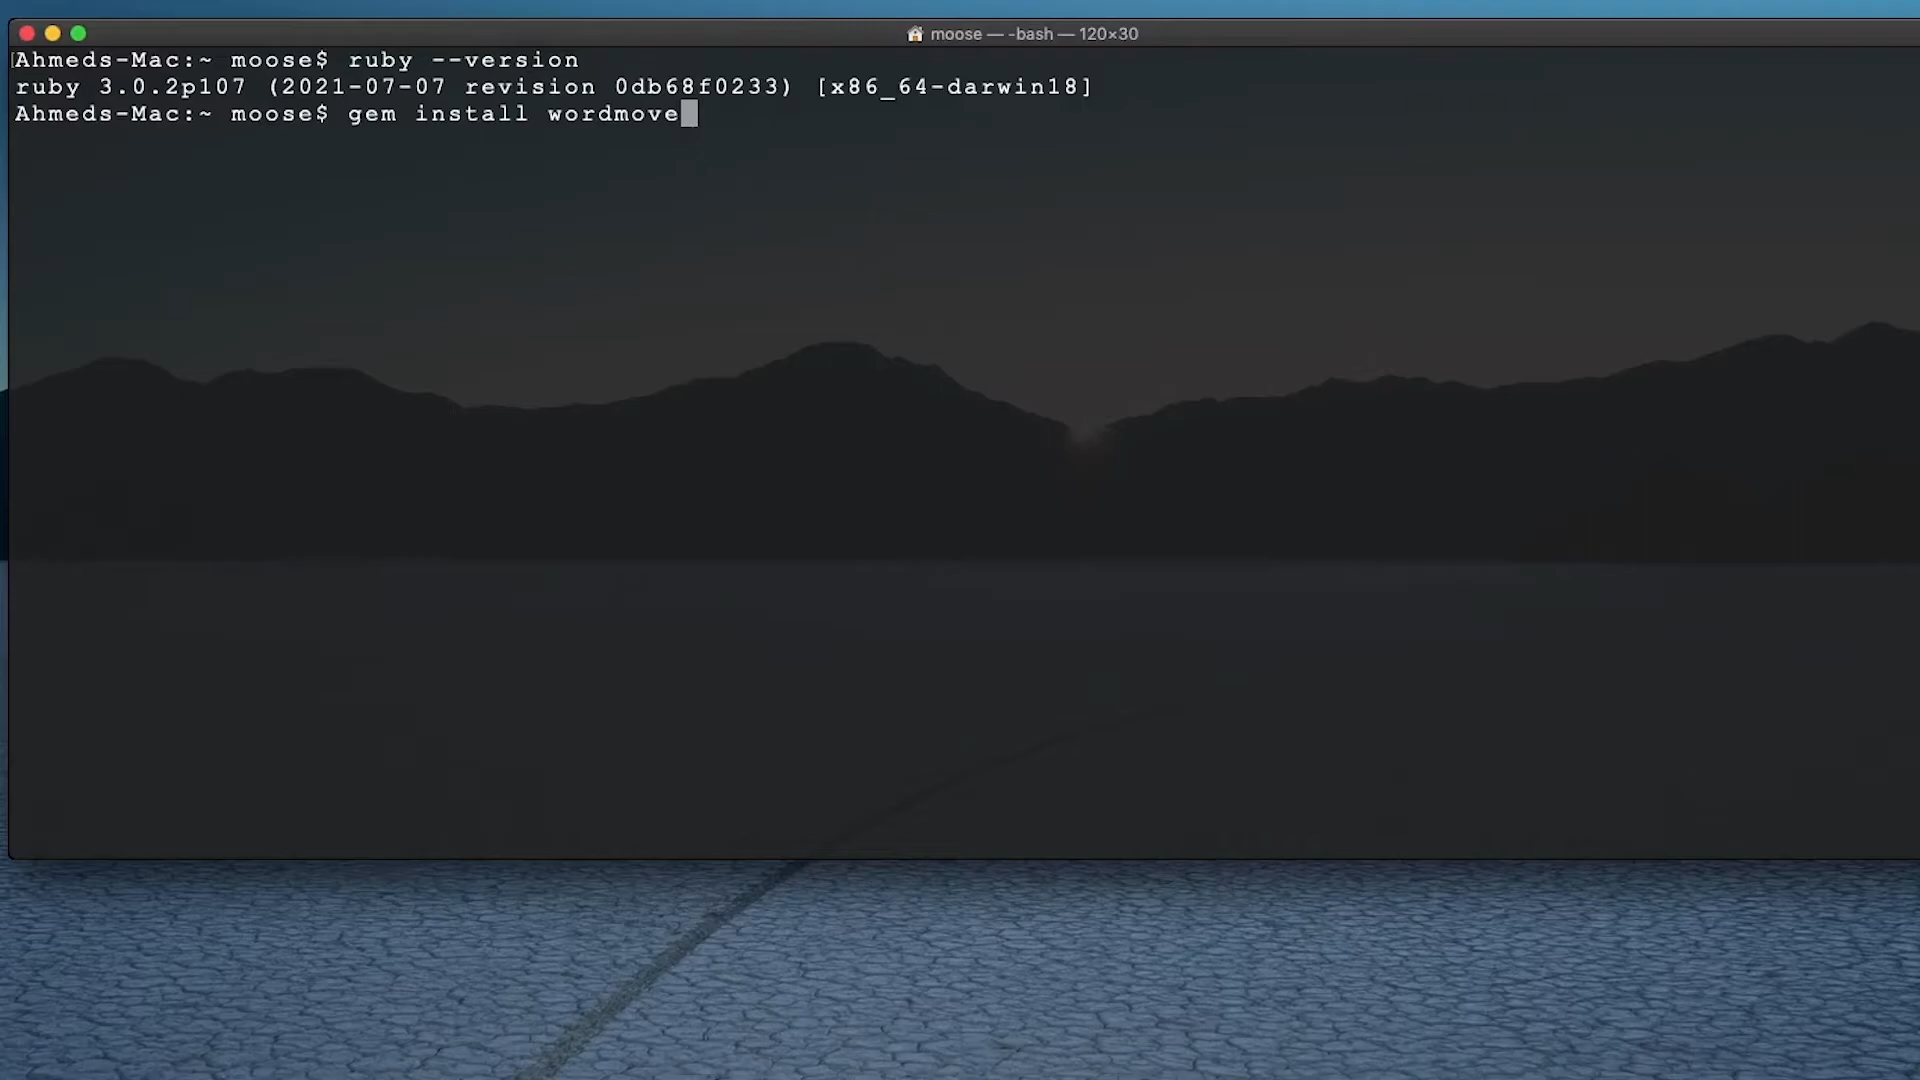 moose — -bash — 120×30
Ahmeds-Mac:~ moose$ ruby --version
ruby 3.0.2p107 (2021-07-07 revision 0db68f0233) [x86_64-darwin18]
Ahmeds-Mac:~ moose$ gem install wordmove